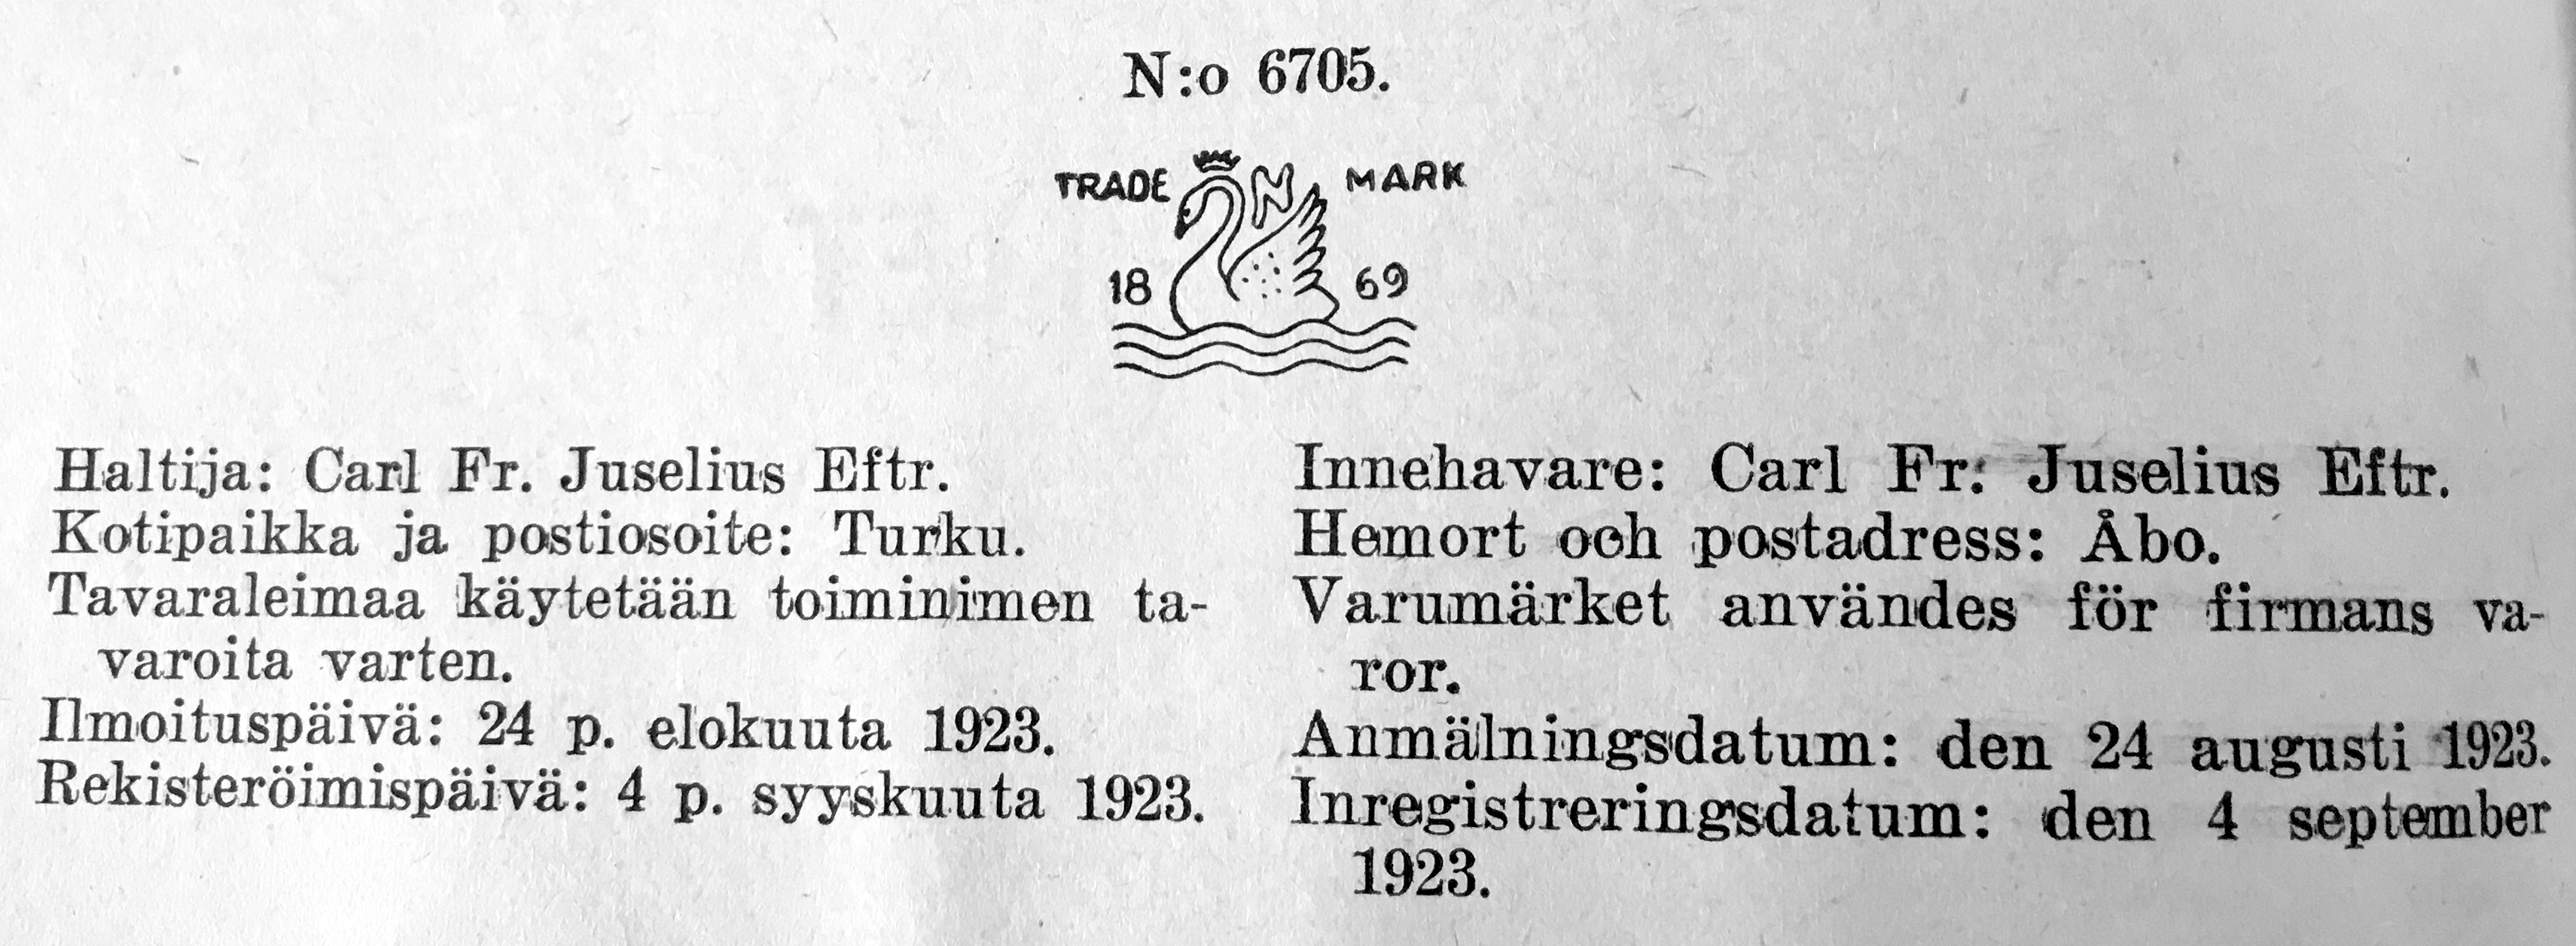 N:o 6705.
TRADE N MARK
18 69
Haltija: Carl Fr. Juselius Eftr.
Kotipaikka ja postiosoite: Turku.
Tavaraleimaa käytetään toiminimen ta-
varoita varten.
Ilmoituspäivä: 24 p. elokuuta 1923.
Rekisteröimispäivä: 4 p. syyskuuta 1923.
Innehavare: Carl Fr. Juselius Eftr.
Hemort och postadress: Åbo.
Varumärket användes för firmans va-
ror.
Anmälningsdatum: den 24 augusti 1923.
Inregistreringsdatum: den 4 september
1923.